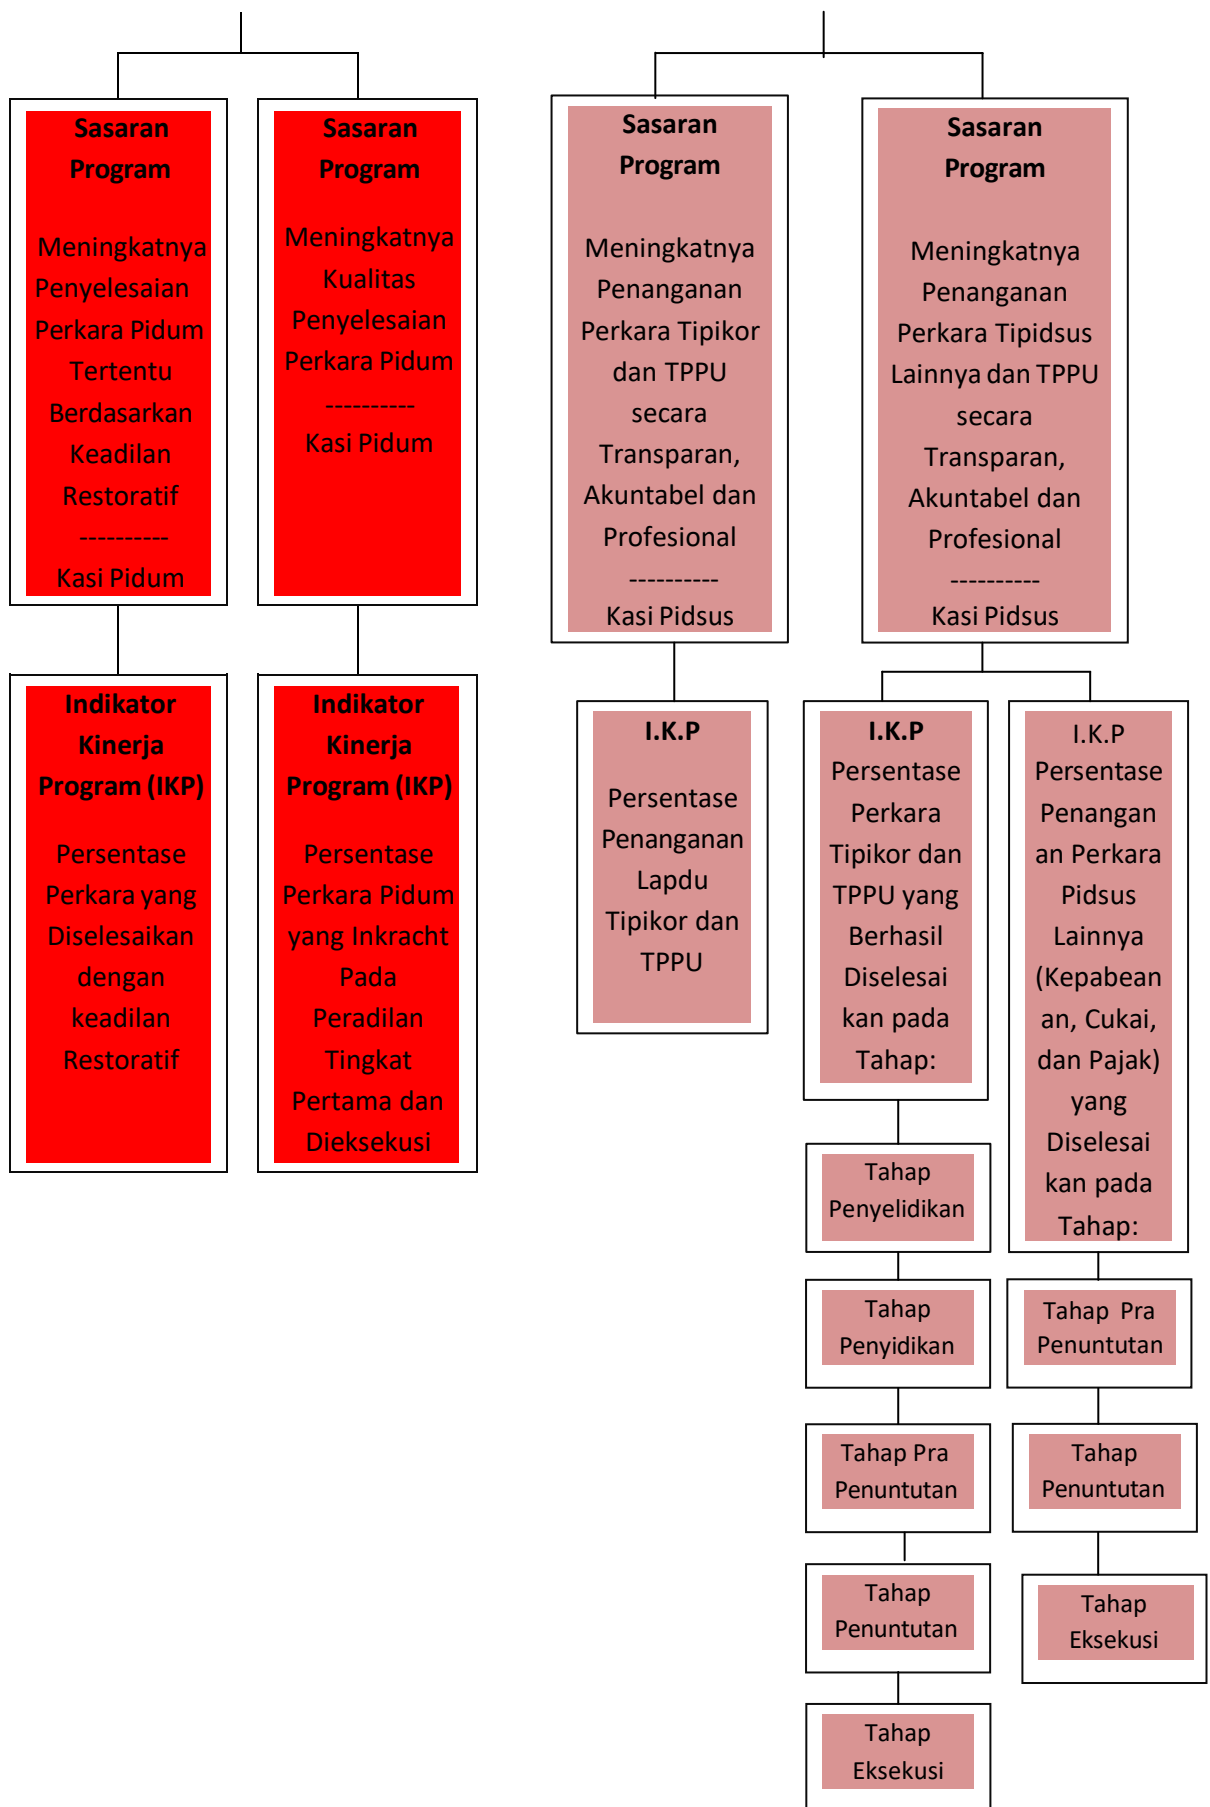 Sasaran
Program
Meningkatnya
Penyelesaian
Perkara Pidum
Tertentu
Berdasarkan
Keadilan
Restoratif
----------
Kasi Pidum
Sasaran
Program
Meningkatnya
Kualitas
Penyelesaian
Perkara Pidum
----------
Kasi Pidum
Sasaran
Program
Meningkatnya
Penanganan
Perkara Tipikor
dan TPPU
secara
Transparan,
Akuntabel dan
Profesional
----------
Kasi Pidsus
Sasaran
Program
Meningkatnya
Penanganan
Perkara Tipidsus
Lainnya dan TPPU
secara
Transparan,
Akuntabel dan
Profesional
----------
Kasi Pidsus
Indikator
Kinerja
Program (IKP)
Persentase
Perkara yang
Diselesaikan
dengan
keadilan
Restoratif
Indikator
Kinerja
Program (IKP)
Persentase
Perkara Pidum
yang Inkracht
Pada
Peradilan
Tingkat
Pertama dan
Dieksekusi
I.K.P
Persentase
Penanganan
Lapdu
Tipikor dan
TPPU
I.K.P
Persentase
Perkara
Tipikor dan
TPPU yang
Berhasil
Diselesai
kan pada
Tahap:
Tahap
Penyelidikan
Tahap
Penyidikan
Tahap Pra
Penuntutan
Tahap
Penuntutan
Tahap
Eksekusi
I.K.P
Persentase
Penangan
an Perkara
Pidsus
Lainnya
(Kepabean
an, Cukai,
dan Pajak)
yang
Diselesai
kan pada
Tahap:
Tahap Pra
Penuntutan
Tahap
Penuntutan
Tahap
Eksekusi